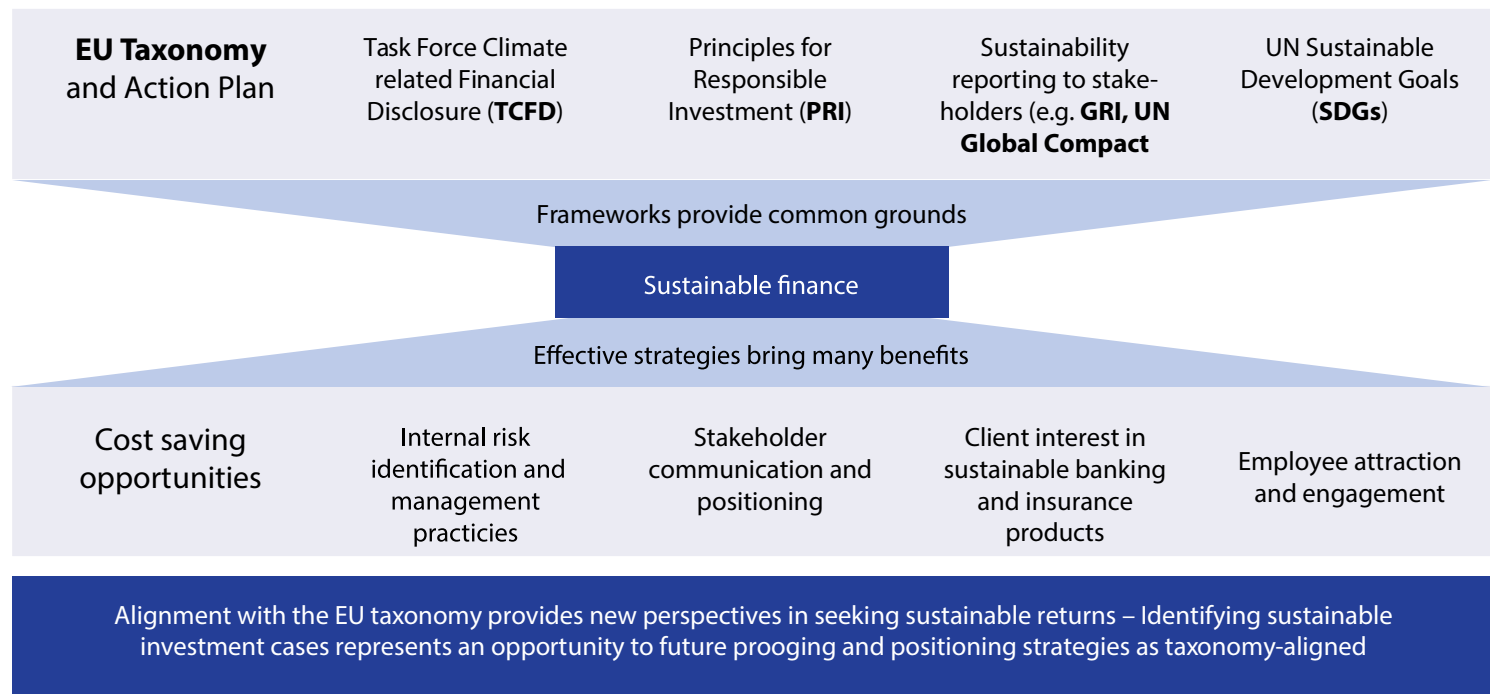 EU Taxonomy
and Action Plan
Task Force Climate
related Financial
Disclosure (TCFD)
Principles for
Responsible
Investment (PRI)
Sustainability
reporting to stake-
holders (e.g. GRI, UN
Global Compact
UN Sustainable
Development Goals
(SDGs)
Frameworks provide common grounds
Sustainable finance
Effective strategies bring many benefits
Cost saving
opportunities
Internal risk
identification and
management
practicies
Stakeholder
communication and
positioning
Client interest in
sustainable banking
and insurance
products
Employee attraction
and engagement
Alignment with the EU taxonomy provides new perspectives in seeking sustainable returns – Identifying sustainable
investment cases represents an opportunity to future prooging and positioning strategies as taxonomy-aligned